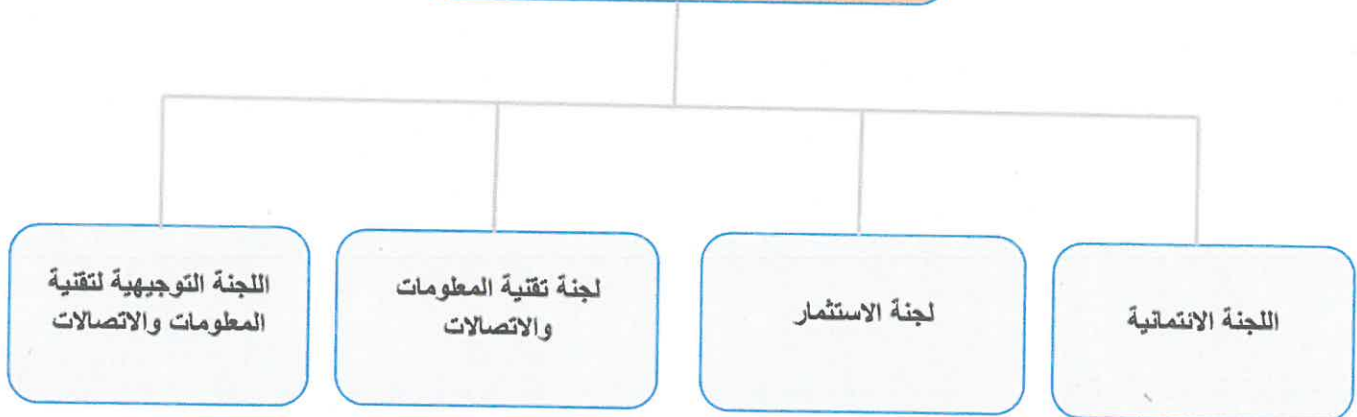 اللجنة الائتمانية
لجنة الاستثمار
لجنة تقنية المعلومات
والاتصالات
اللجنة التوجيهية لتقنية
المعلومات والاتصالات